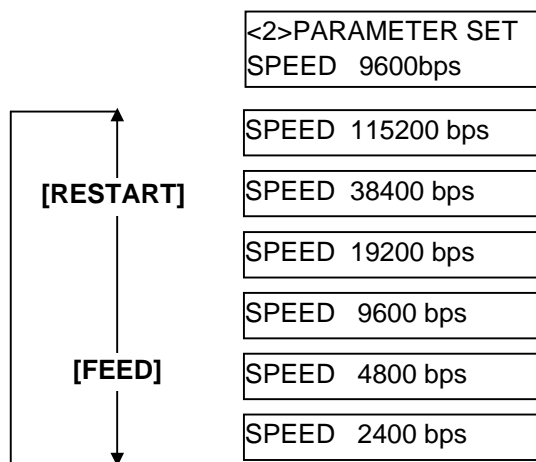 <2>PARAMETER SET
SPEED 9600bps
SPEED 115200 bps
[RESTART]
SPEED 38400 bps
SPEED 19200 bps
SPEED 9600 bps
[FEED]
SPEED 4800 bps
SPEED 2400 bps